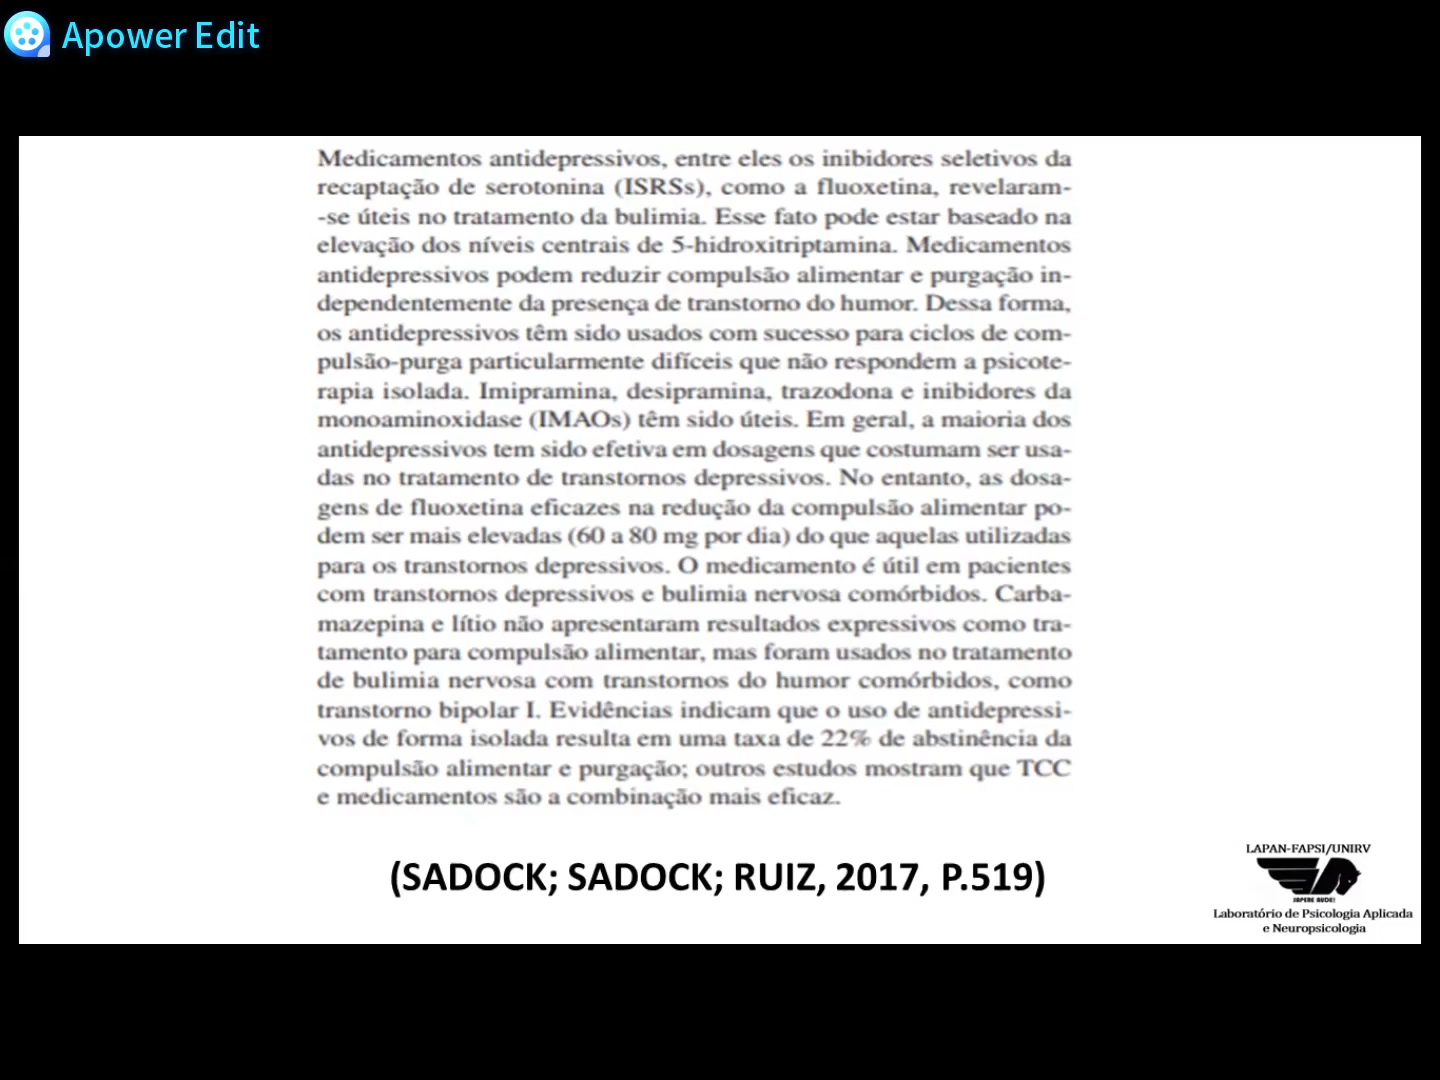 Apower Edit
Medicamentos antidepressivos, entre eles os inibidores seletivos da
recaptação de serotonina (ISRSs), como a fluoxetina, revelaram-
-se úteis no tratamento da bulimia. Esse fato pode estar baseado na
elevação dos níveis centrais de 5-hidroxitriptamina. Medicamentos
antidepressivos podem reduzir compulsão alimentar e purgação in-
dependentemente da presença de transtorno do humor. Dessa forma,
os antidepressivos têm sido usados com sucesso para ciclos de com-
pulsão-purga particularmente difíceis que não respondem a psicote-
rapia isolada. Imipramina, desipramina, trazodona e inibidores da
monoaminoxidase (IMAOs) têm sido úteis. Em geral, a maioria dos
antidepressivos tem sido efetiva em dosagens que costumam ser usa-
das no tratamento de transtornos depressivos. No entanto, as dosa-
gens de fluoxetina eficazes na redução da compulsão alimentar po-
dem ser mais elevadas (60 a 80 mg por dia) do que aquelas utilizadas
para os transtornos depressivos. O medicamento é útil em pacientes
com transtornos depressivos e bulimia nervosa comórbidos. Carba-
mazepina e lítio não apresentaram resultados expressivos como tra-
tamento para compulsão alimentar, mas foram usados no tratamento
de bulimia nervosa com transtornos do humor comórbidos, como
transtorno bipolar I. Evidências indicam que o uso de antidepressi-
vos de forma isolada resulta em uma taxa de 22% de abstinência da
compulsão alimentar e purgação; outros estudos mostram que TCC
e medicamentos são a combinação mais eficaz.
(SADOCK; SADOCK; RUIZ, 2017, P.519)
LAPAN-FAPSI/UNIRV
SAPERE AUDE!
Laboratório de Psicologia Aplicada
e Neuropsicologia